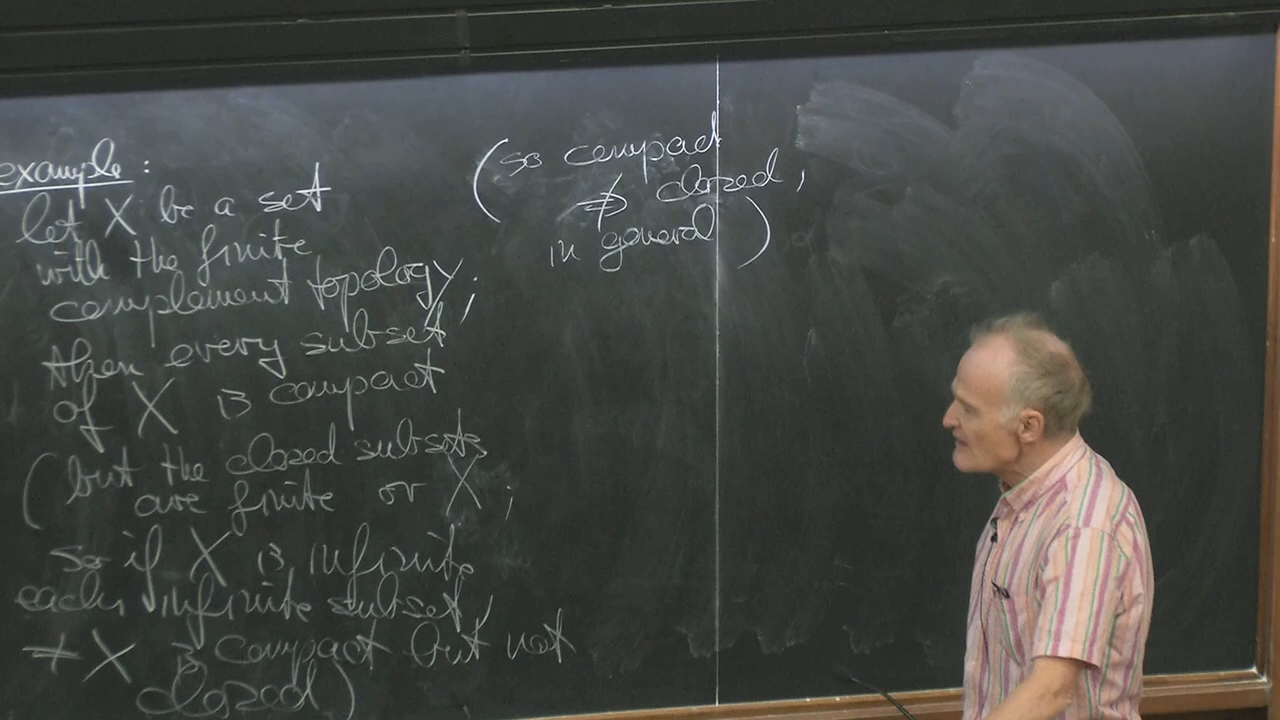 example:
let X be a set
with the finite
complement topology;
then every subset
of X is compact
(but the closed subsets
are finite or X;
so if X is infinite
each infinite subset,
≠ X is compact but not
closed)
(so compact
⇏ closed,
in general)